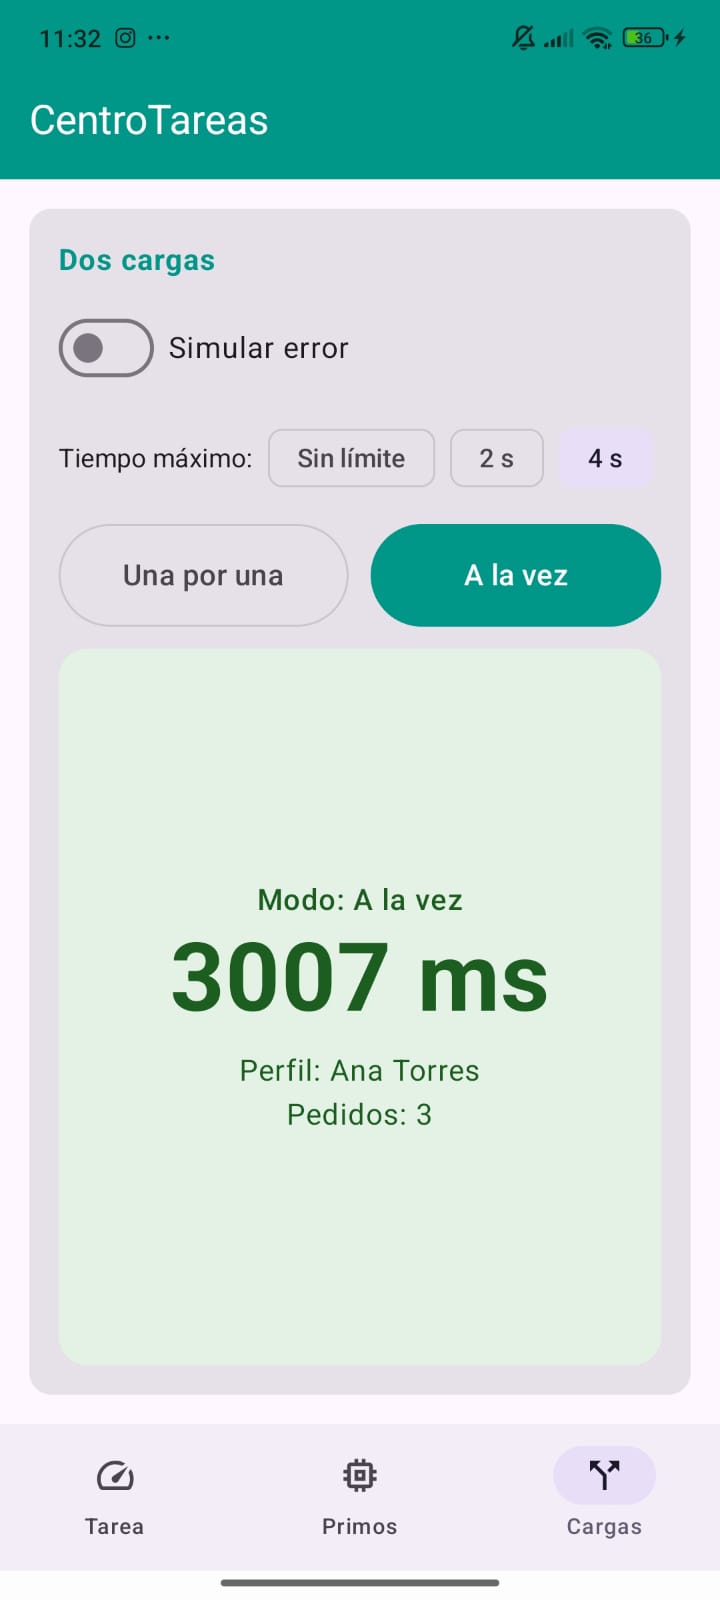 11:32
36
CentroTareas
Dos cargas
Simular error
Tiempo máximo: Sin límite 2 s 4 s
Una por una A la vez
Modo: A la vez
3007 ms
Perfil: Ana Torres
Pedidos: 3
Tarea Primos Cargas